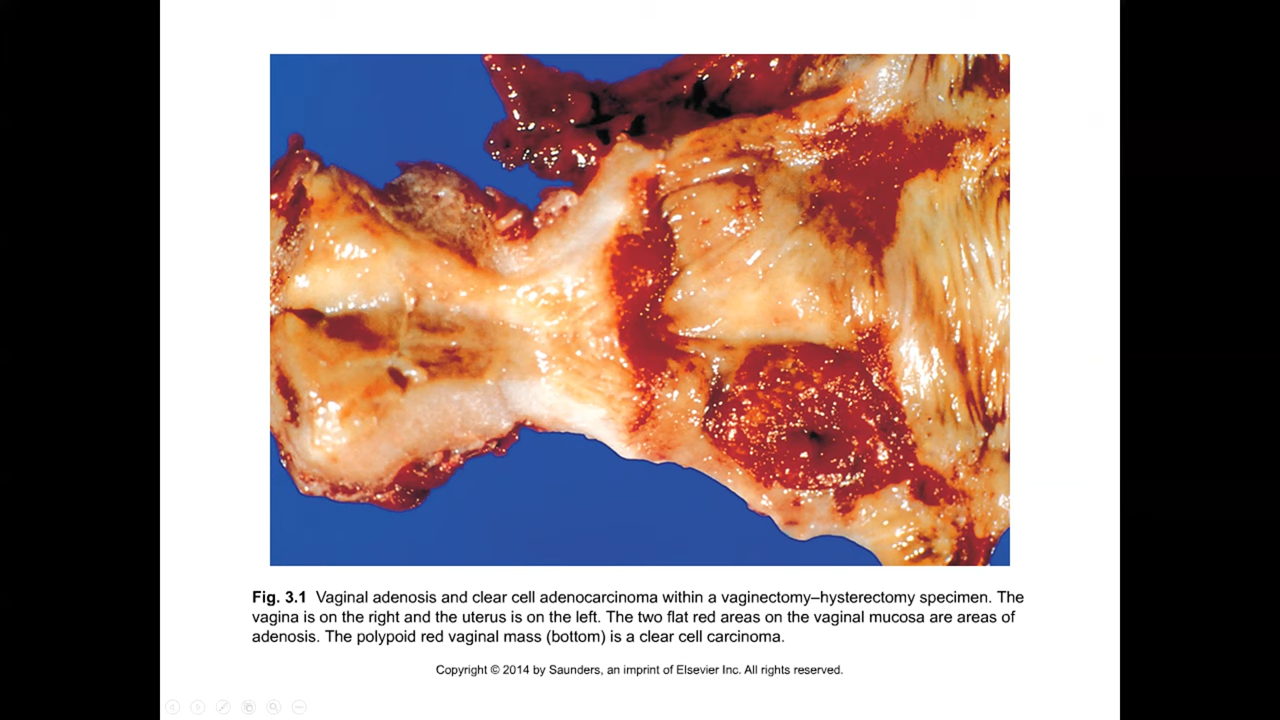 Fig. 3.1 Vaginal adenosis and clear cell adenocarcinoma within a vaginectomy–hysterectomy specimen. The
vagina is on the right and the uterus is on the left. The two flat red areas on the vaginal mucosa are areas of
adenosis. The polypoid red vaginal mass (bottom) is a clear cell carcinoma.
Copyright © 2014 by Saunders, an imprint of Elsevier Inc. All rights reserved.